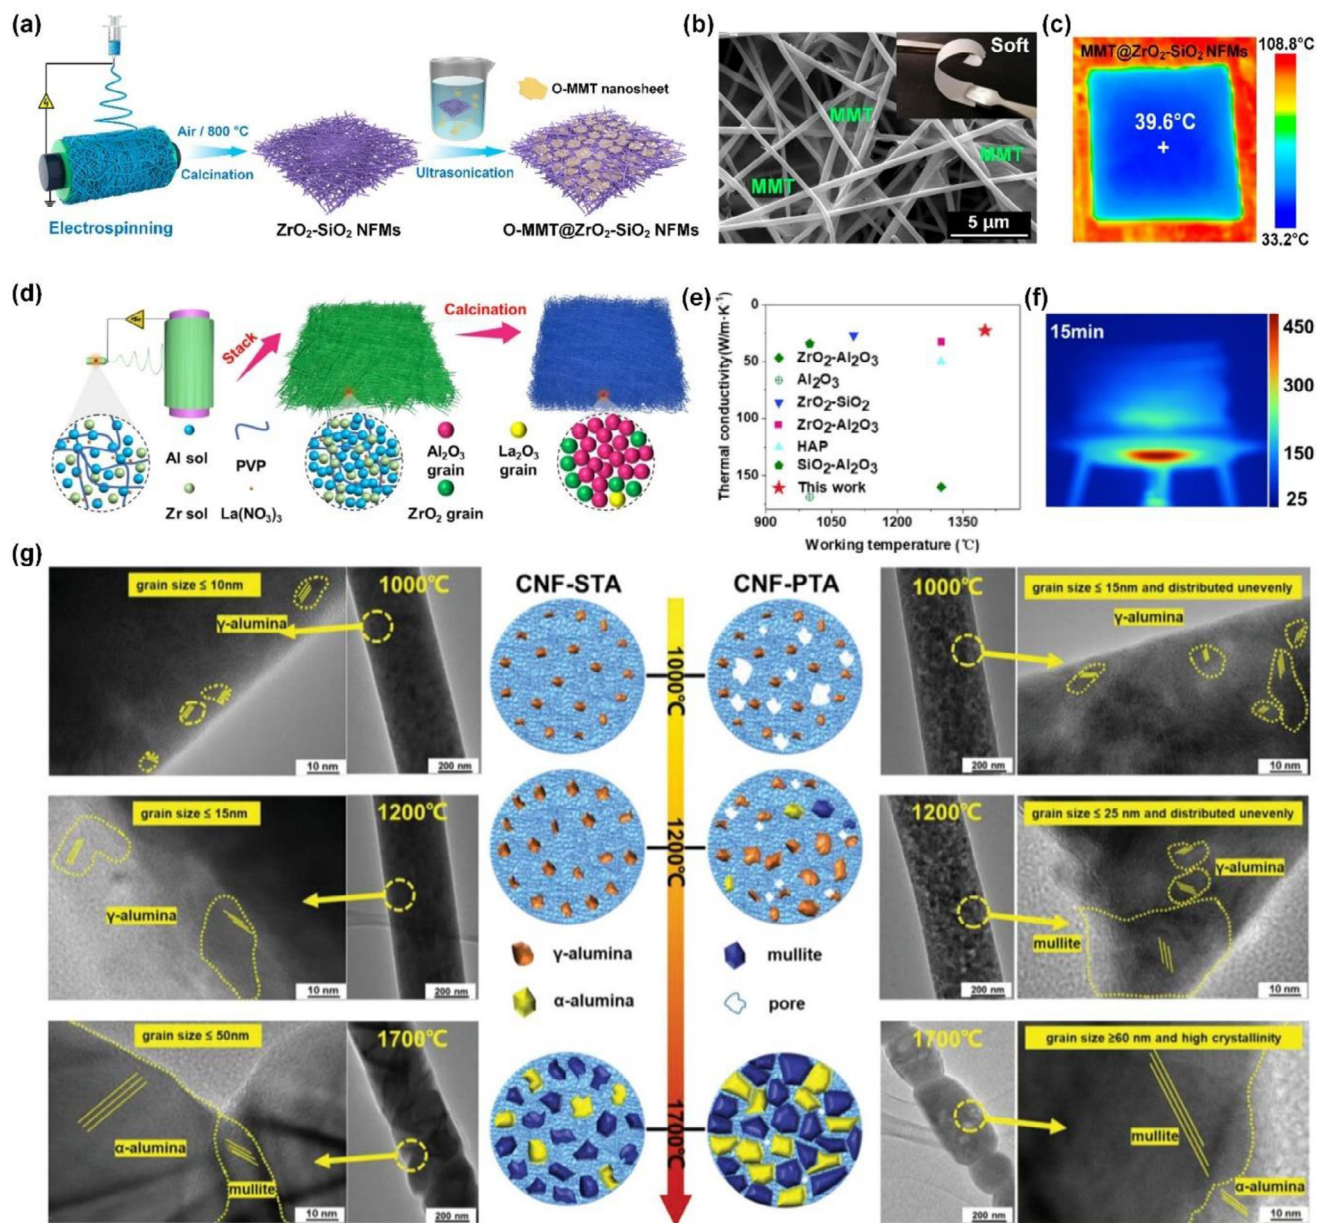 (a)
Air / 800 °C
Calcination
Electrospinning
ZrO₂-SiO₂ NFMs
O-MMT nanosheet
Ultrasonication
O-MMT@ZrO₂-SiO₂ NFMs
(b)
Soft
MMT
MMT
MMT
5 μm
(c)
MMT@ZrO₂-SiO₂ NFMs
39.6°C
+
108.8°C
33.2°C
(d)
Stack
Calcination
Al sol
PVP
Zr sol
La(NO₃)₃
Al₂O₃
grain
La₂O₃
grain
ZrO₂ grain
(e)
Thermal conductivity(W/m·K⁻¹)
0
50
100
150
ZrO₂-Al₂O₃
Al₂O₃
ZrO₂-SiO₂
ZrO₂-Al₂O₃
HAP
SiO₂-Al₂O₃
This work
900
1050
1200
1350
Working temperature (℃)
(f)
15min
450
300
150
25
(g)
grain size ≤ 10nm
γ-alumina
10 nm
1000℃
200 nm
CNF-STA
CNF-PTA
1000℃
1000℃
200 nm
grain size ≤ 15nm and distributed unevenly
γ-alumina
10 nm
grain size ≤ 15nm
γ-alumina
10 nm
1200℃
200 nm
1200℃
1200℃
200 nm
grain size ≤ 25 nm and distributed unevenly
γ-alumina
mullite
10 nm
γ-alumina
mullite
α-alumina
pore
grain size ≤ 50nm
α-alumina
mullite
10 nm
1700℃
200 nm
1700℃
1700℃
200 nm
grain size ≥60 nm and high crystallinity
mullite
α-alumina
10 nm